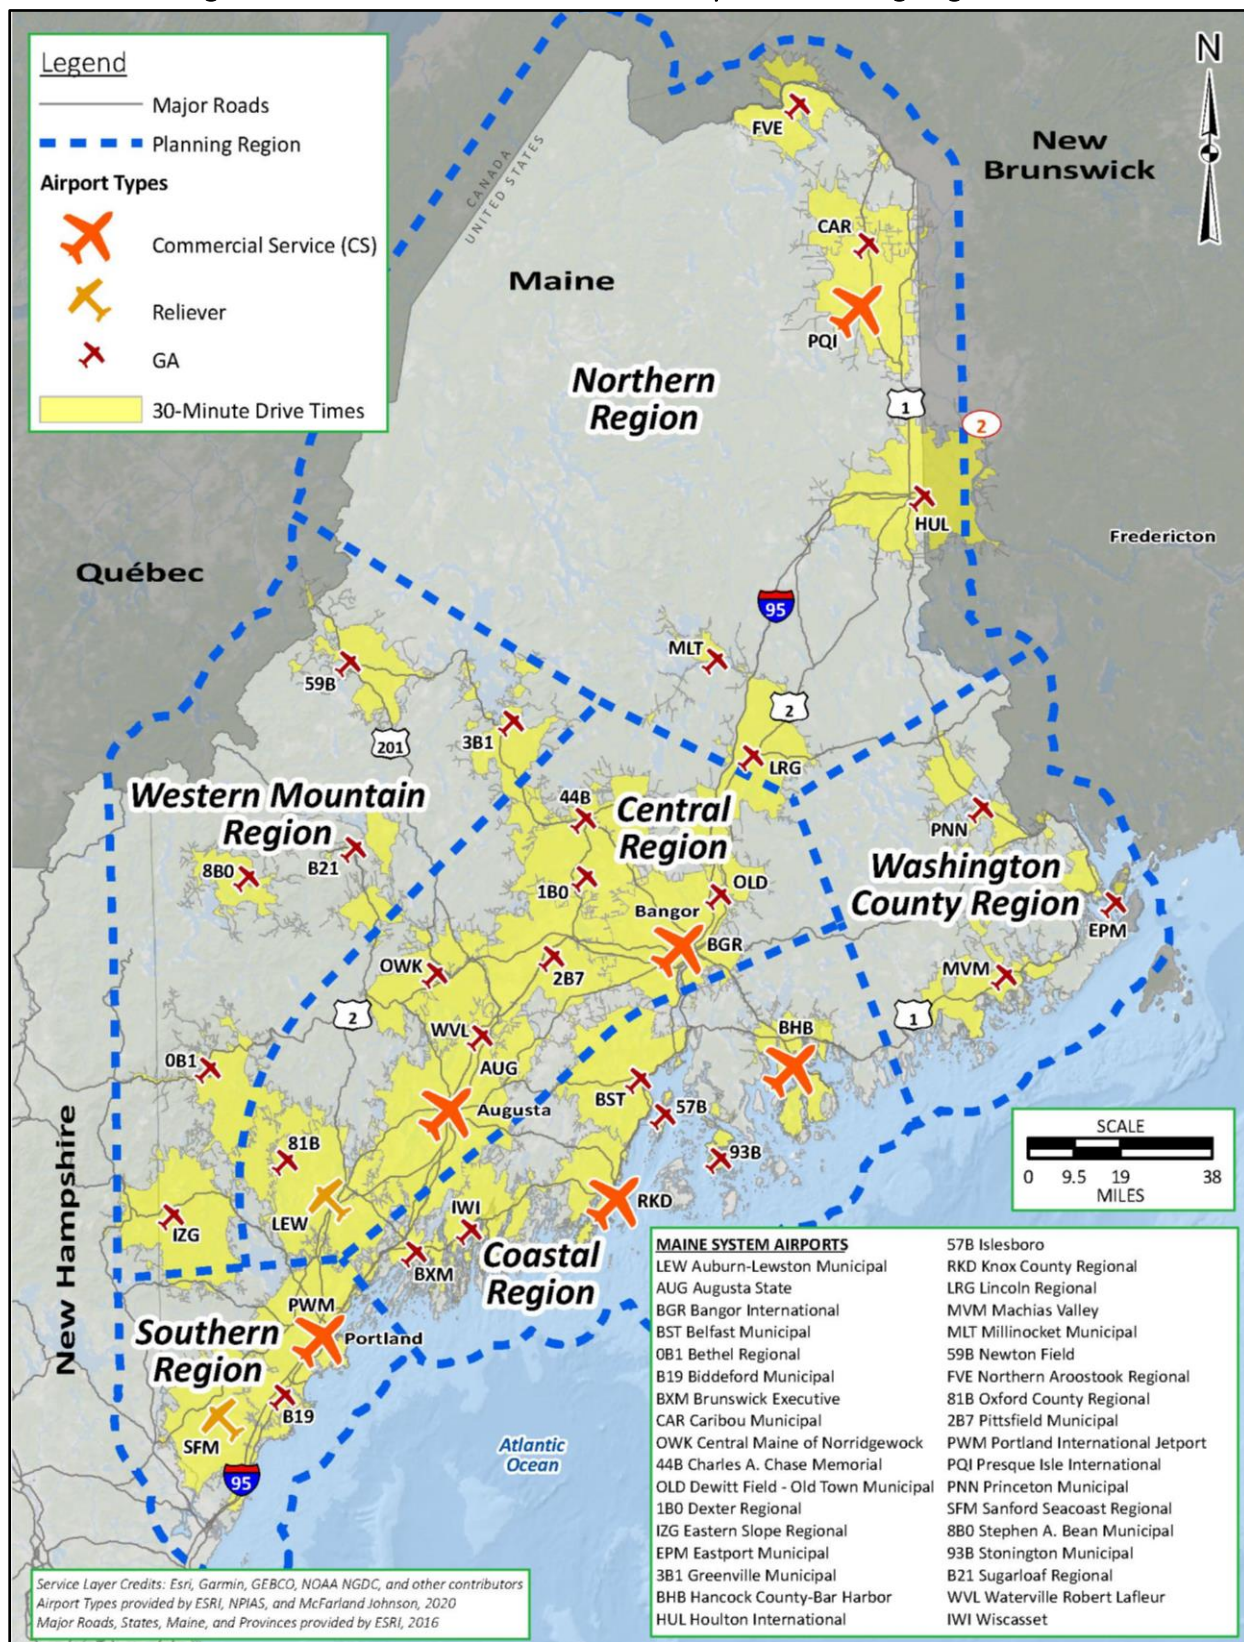 Legend
Major Roads
Planning Region
Airport Types
Commercial Service (CS)
Reliever
GA
30-Minute Drive Times
N
New
Brunswick
CANADA
UNITED STATES
FVE
CAR
Maine
PQI
Northern
Region
1
2
HUL
Fredericton
Québec
95
MLT
59B
2
201
3B1
LRG
Western Mountain
Region
44B
Central
Region
PNN
B21
8B0
1B0
OLD
Washington
County Region
Bangor
BGR
EPM
OWK
2B7
MVM
2
1
WVL
BHB
0B1
AUG
BST
57B
Augusta
New Hampshire
81B
93B
SCALE
0 9.5 19 38
MILES
LEW
IWI
RKD
IZG
BXM
Coastal
Region
PWM
Southern
Region
Portland
B19
SFM
95
Atlantic
Ocean
MAINE SYSTEM AIRPORTS
LEW Auburn-Lewston Municipal
AUG Augusta State
BGR Bangor International
BST Belfast Municipal
0B1 Bethel Regional
B19 Biddeford Municipal
BXM Brunswick Executive
CAR Caribou Municipal
OWK Central Maine of Norridgewock
44B Charles A. Chase Memorial
OLD Dewitt Field - Old Town Municipal
1B0 Dexter Regional
IZG Eastern Slope Regional
EPM Eastport Municipal
3B1 Greenville Municipal
BHB Hancock County-Bar Harbor
HUL Houlton International
57B Islesboro
RKD Knox County Regional
LRG Lincoln Regional
MVM Machias Valley
MLT Millinocket Municipal
59B Newton Field
FVE Northern Aroostook Regional
81B Oxford County Regional
2B7 Pittsfield Municipal
PWM Portland International Jetport
PQI Presque Isle International
PNN Princeton Municipal
SFM Sanford Seacoast Regional
8B0 Stephen A. Bean Municipal
93B Stonington Municipal
B21 Sugarloaf Regional
WVL Waterville Robert Lafleur
IWI Wiscasset
Service Layer Credits: Esri, Garmin, GEBCO, NOAA NGDC, and other contributors
Airport Types provided by ESRI, NPIAS, and McFarland Johnson, 2020
Major Roads, States, Maine, and Provinces provided by ESRI, 2016